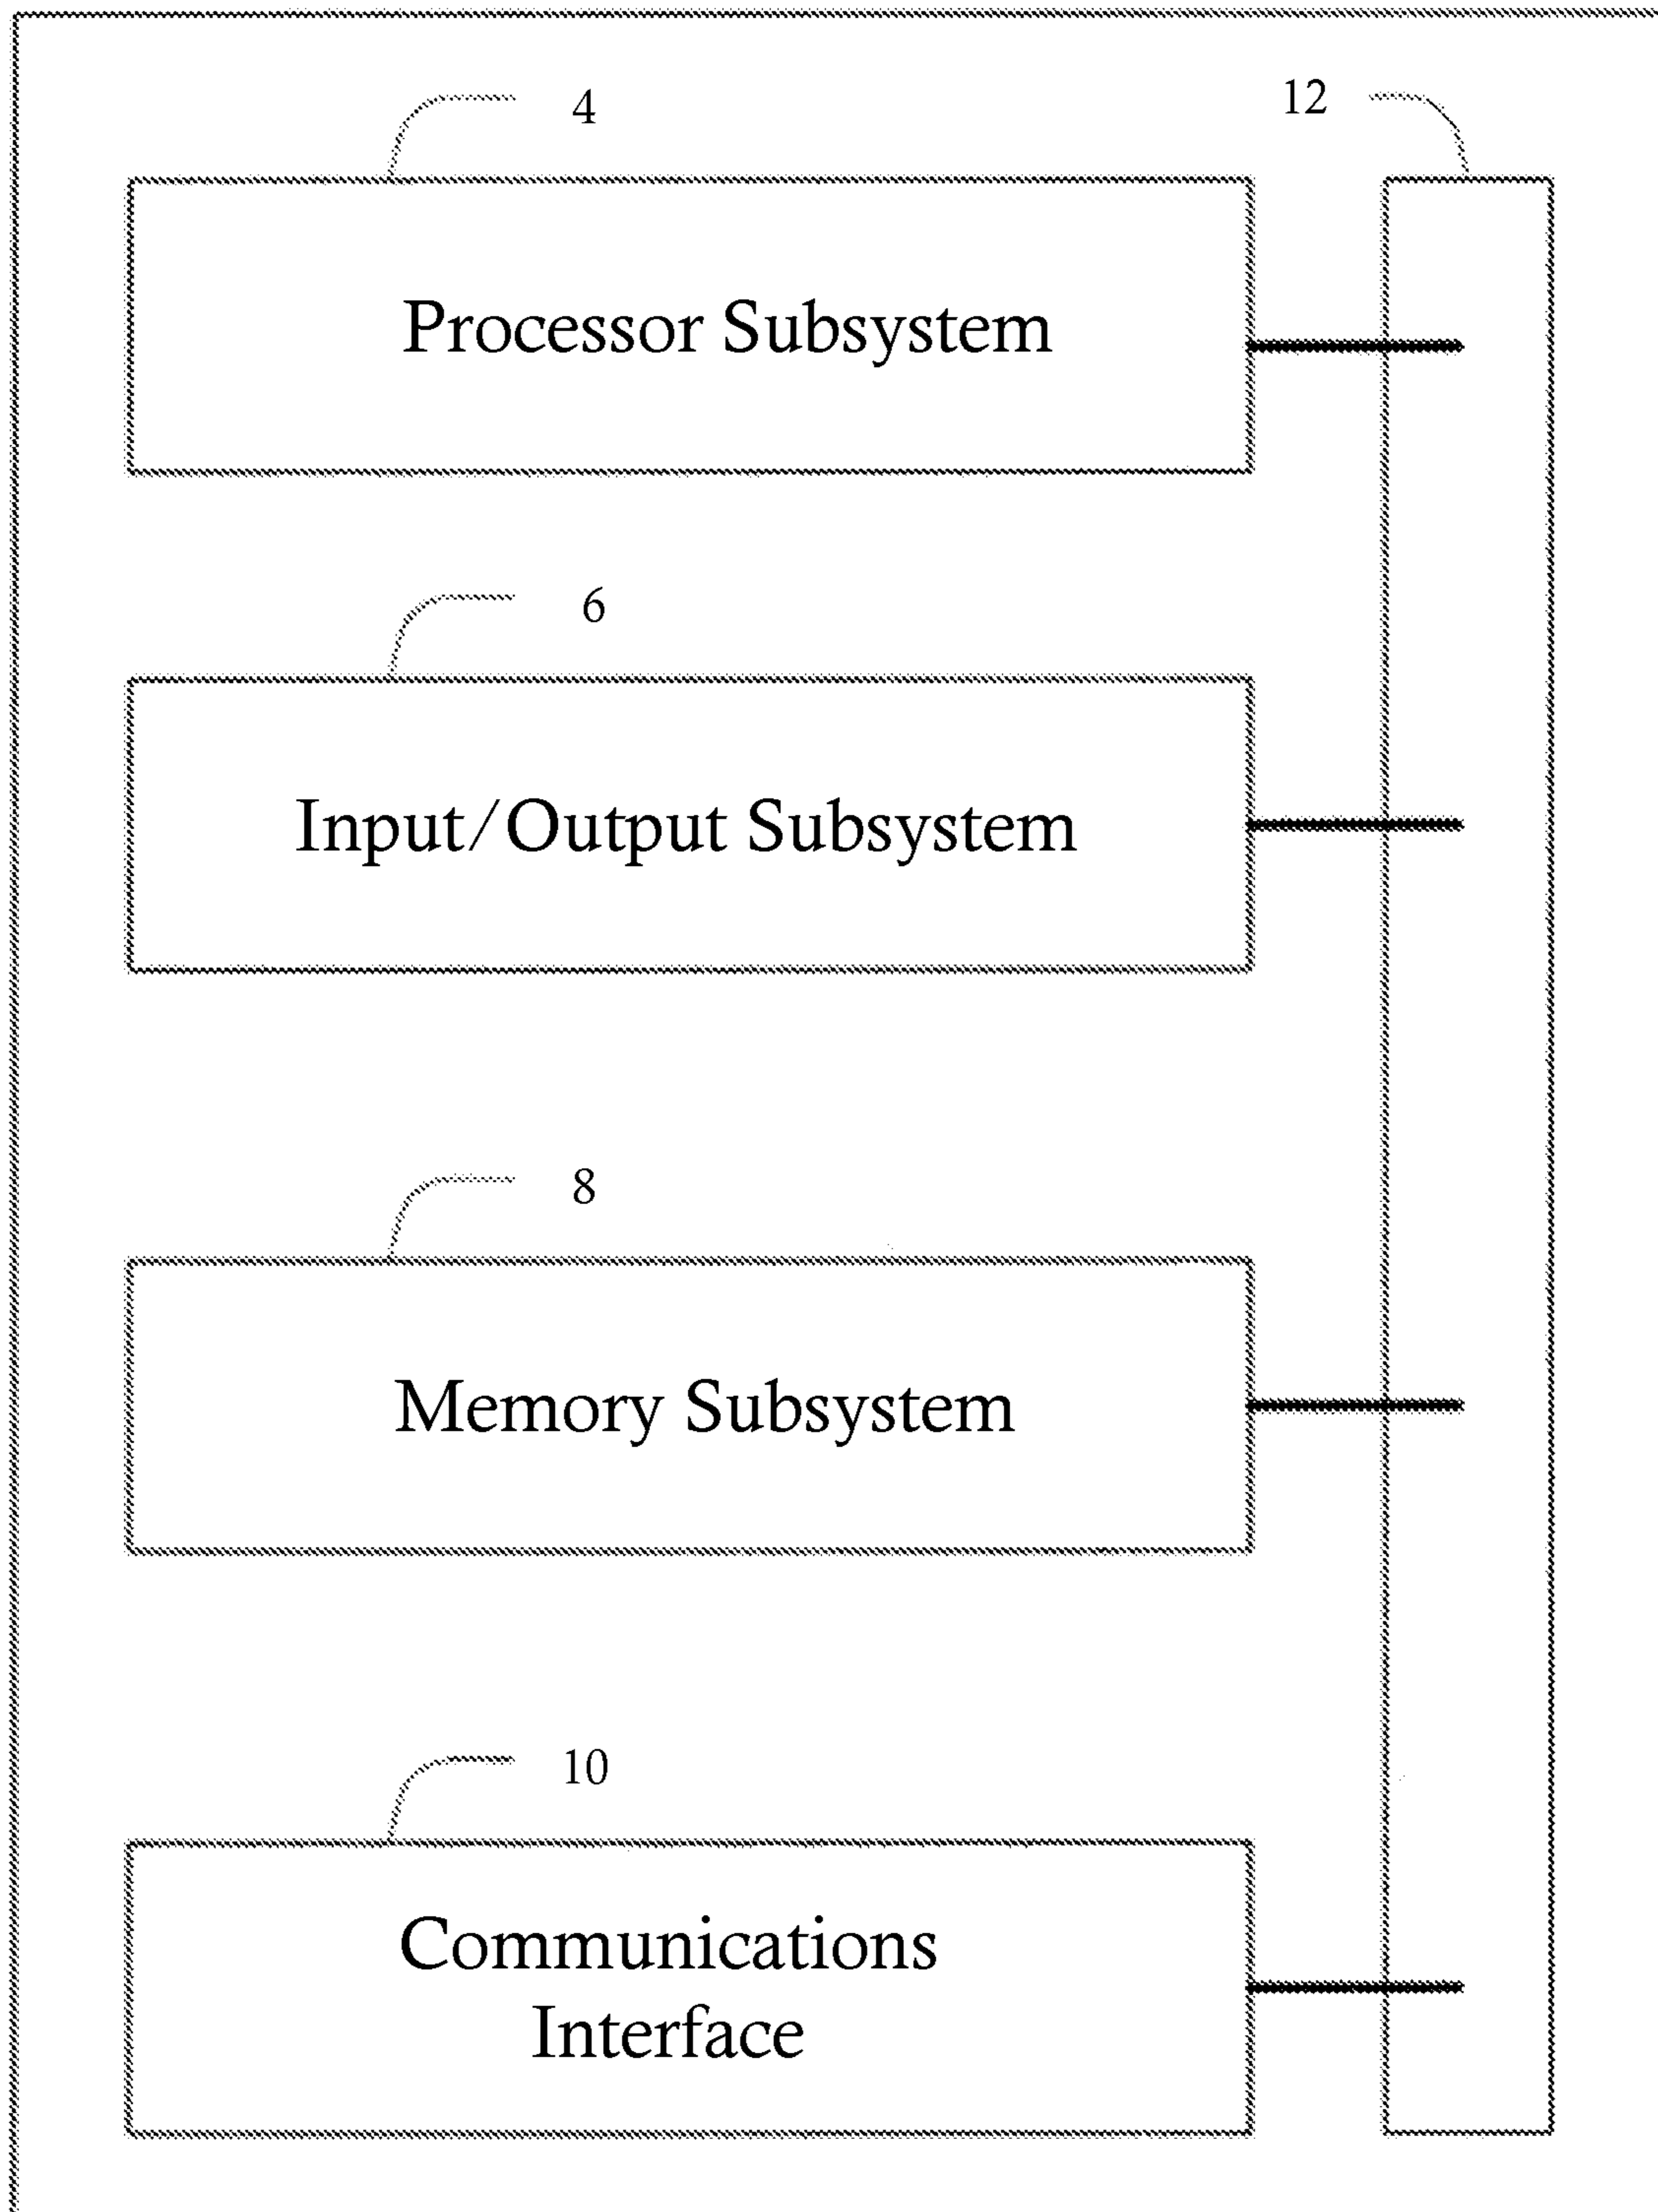 4
12
Processor Subsystem
6
Input/Output Subsystem
8
Memory Subsystem
10
Communications
Interface